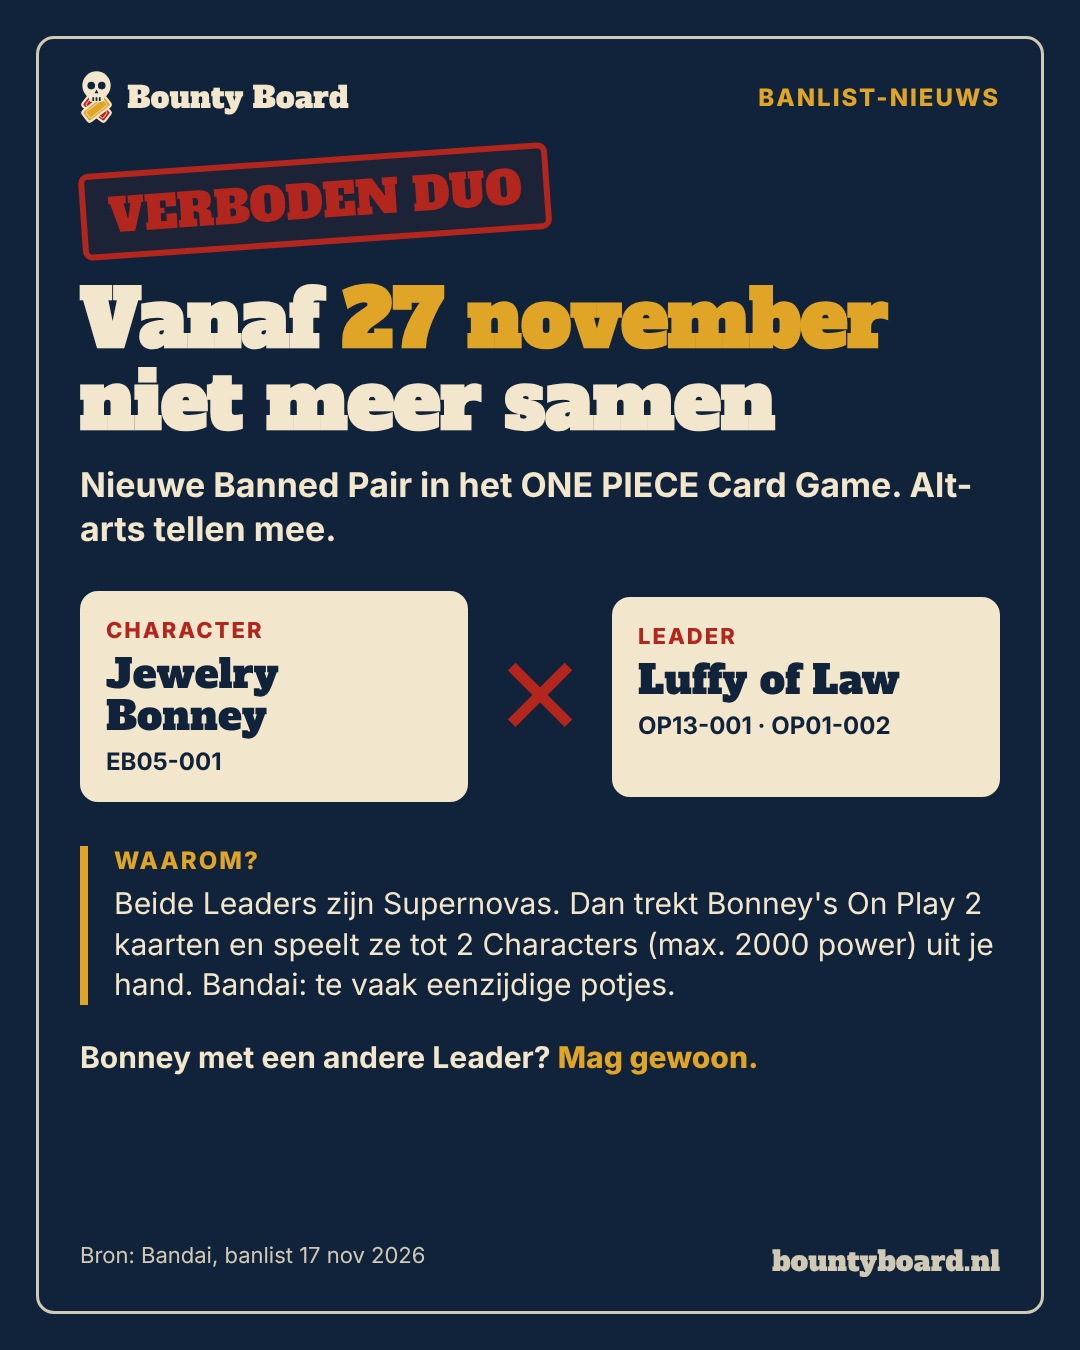 Bounty Board
BANLIST-NIEUWS
VERBODEN DUO
Vanaf 27 november
niet meer samen
Nieuwe Banned Pair in het ONE PIECE Card Game. Alt-
arts tellen mee.
CHARACTER
Jewelry
Bonney
EB05-001
LEADER
Luffy of Law
OP13-001 · OP01-002
WAAROM?
Beide Leaders zijn Supernovas. Dan trekt Bonney's On Play 2
kaarten en speelt ze tot 2 Characters (max. 2000 power) uit je
hand. Bandai: te vaak eenzijdige potjes.
Bonney met een andere Leader? Mag gewoon.
Bron: Bandai, banlist 17 nov 2026
bountyboard.nl